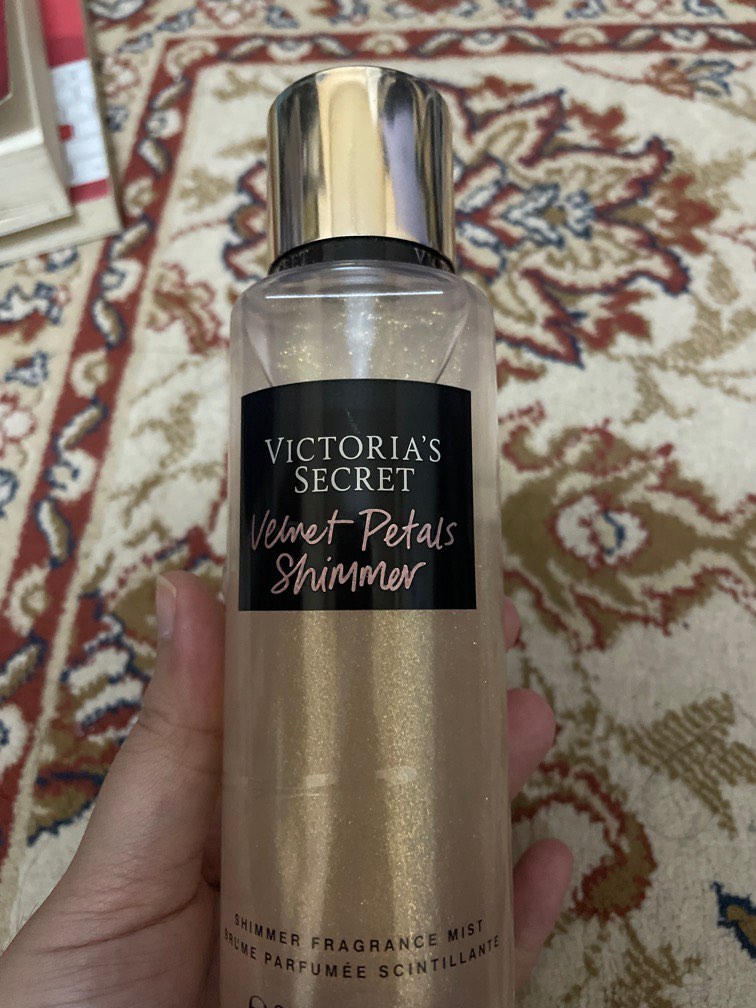 VICTORIA'S
SECRET
Velvet Petals
Shimmer
SHIMMER FRAGRANCE MIST
BRUME PARFUMÉE SCINTILLANTE